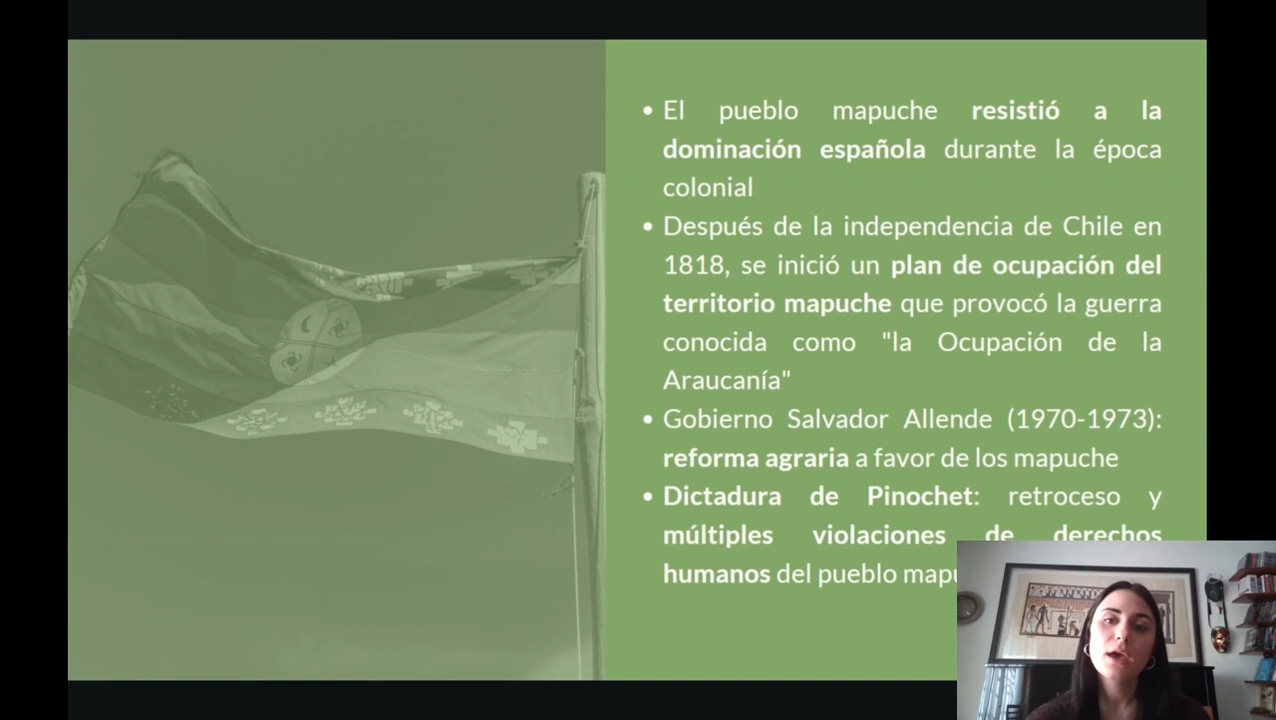 El pueblo mapuche resistió a la
dominación española durante la época
colonial
Después de la independencia de Chile en
1818, se inició un plan de ocupación del
territorio mapuche que provocó la guerra
conocida como "la Ocupación de la
Araucanía"
Gobierno Salvador Allende (1970-1973):
reforma agraria a favor de los mapuche
Dictadura de Pinochet: retroceso y
múltiples violaciones de derechos
humanos del pueblo mapu